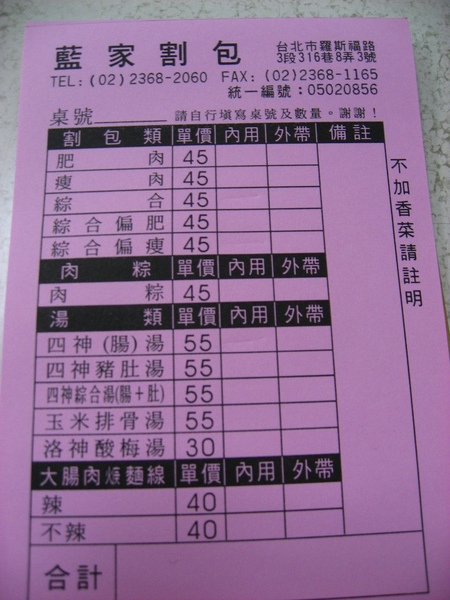 藍家割包
台北市羅斯福路
3段316巷8弄3號
TEL:(02)2368-2060 FAX:(02)2368-1165
統一編號:05020856
桌號 請自行填寫桌號及數量。謝謝!
割包類 單價 內用 外帶 備註
肥肉 45
瘦肉 45
綜合 45
綜合偏肥 45
綜合偏瘦 45
肉粽 單價 內用 外帶
肉粽 45
湯類 單價 內用 外帶
四神(腸)湯 55
四神豬肚湯 55
四神綜合湯(腸+肚) 55
玉米排骨湯 55
洛神酸梅湯 30
大腸肉焿麵線 單價 內用 外帶
辣 40
不辣 40
合計
不加香菜請註明